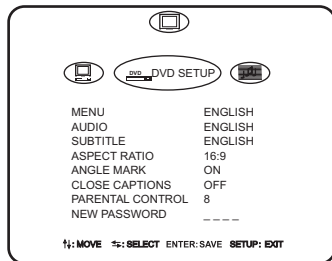 DVD DVD SETUP
MENU ENGLISH
AUDIO ENGLISH
SUBTITLE ENGLISH
ASPECT RATIO 16:9
ANGLE MARK ON
CLOSE CAPTIONS OFF
PARENTAL CONTROL 8
NEW PASSWORD _ _ _ _
: MOVE : SELECT ENTER: SAVE SETUP: EXIT